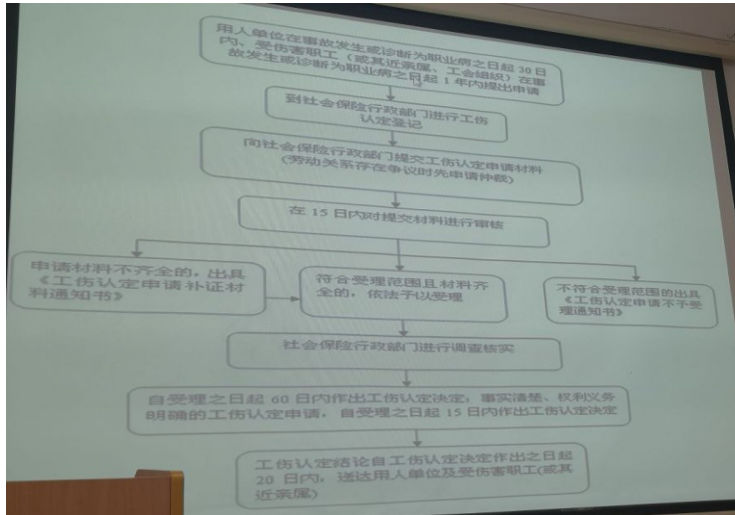 用人单位在事故发生或诊断为职业病之日起 30 日
内、受伤害职工（或其近亲属、工会组织）在事
故发生或诊断为职业病之日起 1 年内提出申请
到社会保险行政部门进行工伤
认定登记
向社会保险行政部门提交工伤认定申请材料
(劳动关系存在争议时先申请仲裁)
在 15 日内对提交材料进行审核
申请材料不齐全的，出具
《工伤认定申请补证材
料通知书》
符合受理范围且材料齐
全的，依法予以受理
不符合受理范围的出具
《工伤认定申请不予受
理通知书》
社会保险行政部门进行调查核实
自受理之日起 60 日内作出工伤认定决定；事实清楚、权利义务
明确的工伤认定申请，自受理之日起 15 日内作出工伤认定决定
工伤认定结论自工伤认定决定作出之日起
20 日内，送达用人单位及受伤害职工(或其
近亲属)